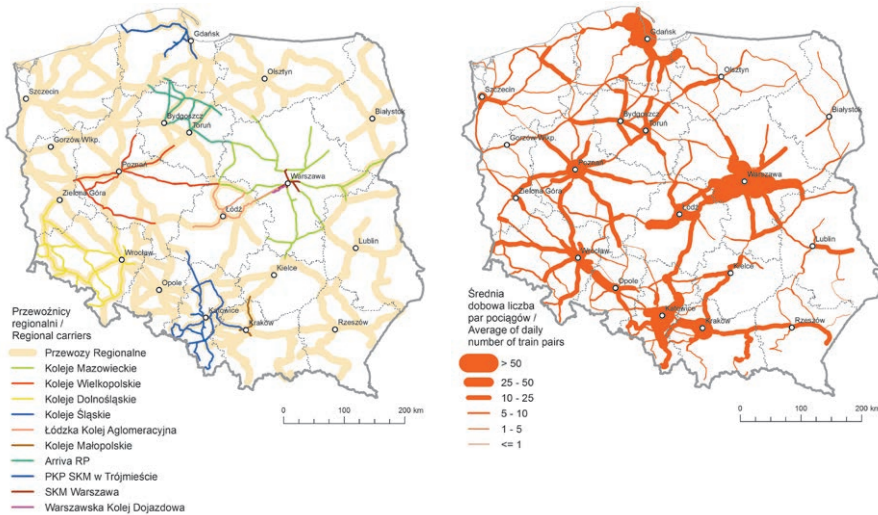 Gdańsk
Olsztyn
Szczecin
Białystok
Bydgoszcz
Toruń
Gorzów Wlkp.
Poznań
Warszawa
Zielona Góra
Łódź
Lublin
Wrocław
Opole
Kielce
Katowice
Kraków
Rzeszów
Przewoźnicy
regionalni /
Regional carriers
Przewozy Regionalne
Koleje Mazowieckie
Koleje Wielkopolskie
Koleje Dolnośląskie
Koleje Śląskie
Łódzka Kolej Aglomeracyjna
Koleje Małopolskie
Arriva RP
PKP SKM w Trójmieście
SKM Warszawa
Warszawska Kolej Dojazdowa
0 100 200 km
Gdańsk
Olsztyn
Szczecin
Białystok
Bydgoszcz
Toruń
Gorzów Wlkp.
Poznań
Warszawa
Zielona Góra
Łódź
Lublin
Wrocław
Opole
Kielce
Katowice
Kraków
Rzeszów
Średnia
dobowa liczba
par pociągów /
Average of daily
number of train pairs
> 50
25 - 50
10 - 25
5 - 10
1 - 5
<= 1
0 100 200 km